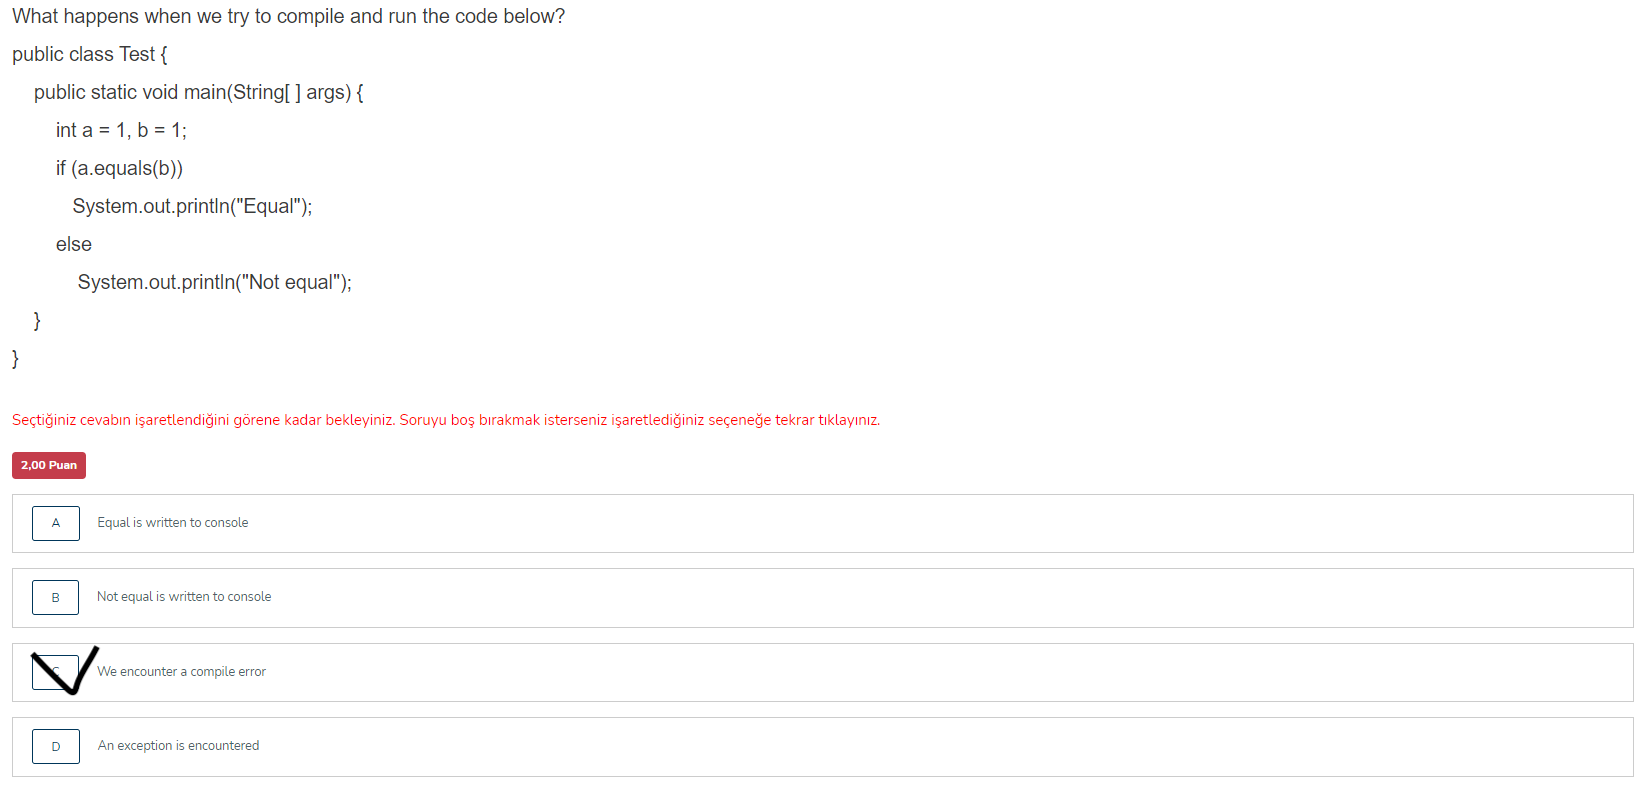 What happens when we try to compile and run the code below?
public class Test {
public static void main(String[ ] args) {
int a = 1, b = 1;
if (a.equals(b))
System.out.println("Equal");
else
System.out.println("Not equal");
}
}
Seçtiğiniz cevabın işaretlendiğini görene kadar bekleyiniz. Soruyu boş bırakmak isterseniz işaretlediğiniz seçeneğe tekrar tıklayınız.
2,00 Puan
A Equal is written to console
B Not equal is written to console
C We encounter a compile error
D An exception is encountered